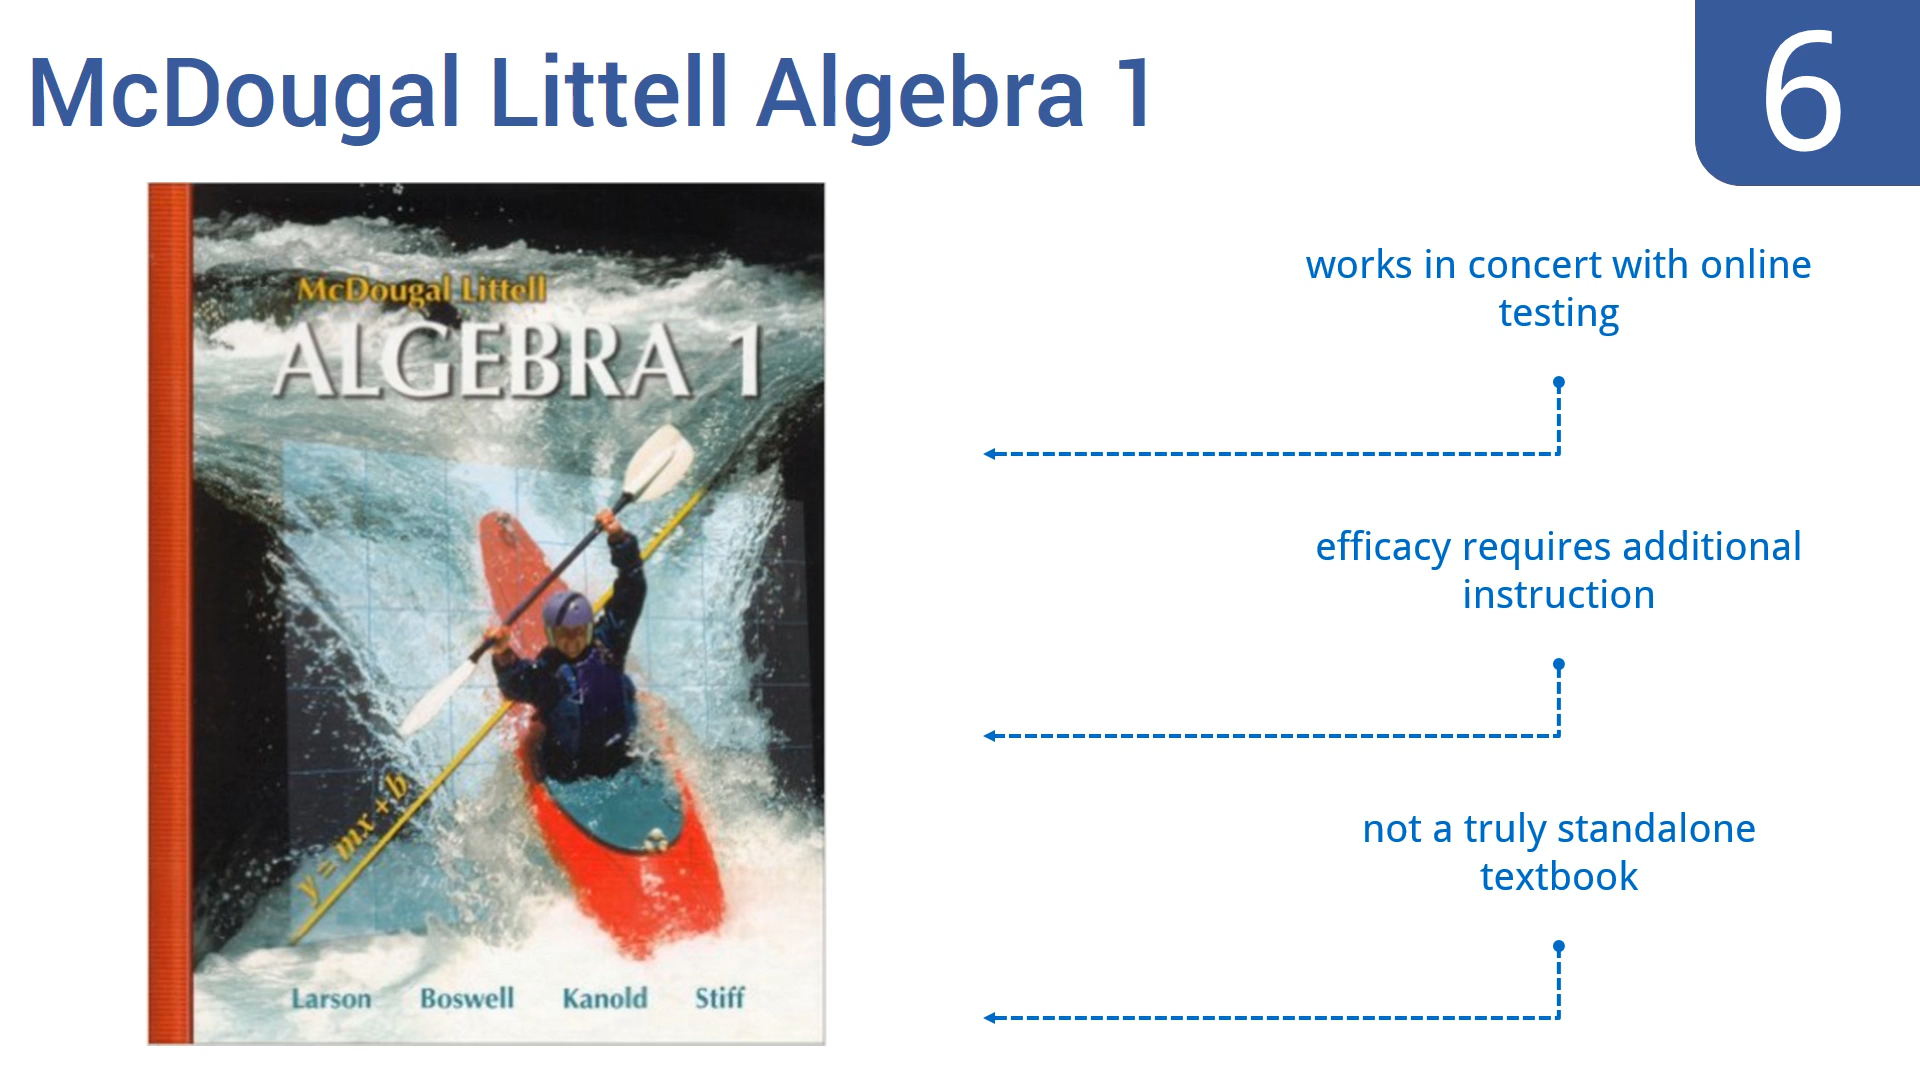 McDougal Littell Algebra 1
6
McDougal Littell
ALGEBRA 1
y = mx + b
Larson Boswell Kanold Stiff
works in concert with online
testing
efficacy requires additional
instruction
not a truly standalone
textbook